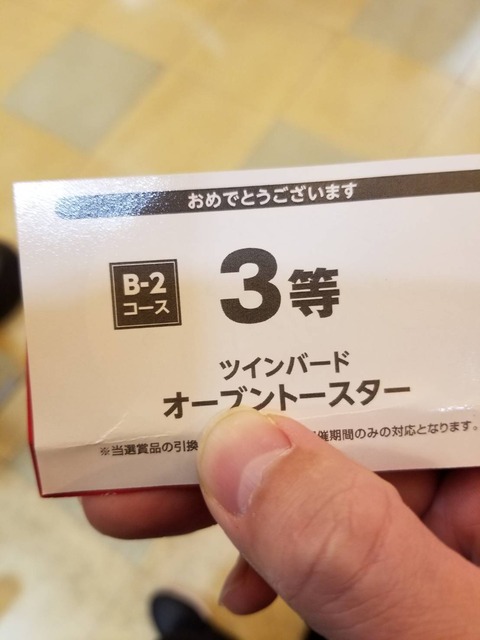 おめでとうございます
B-2
コース
3等
ツインバード
オーブントースター
※当選賞品の引換 催期間のみの対応となります。